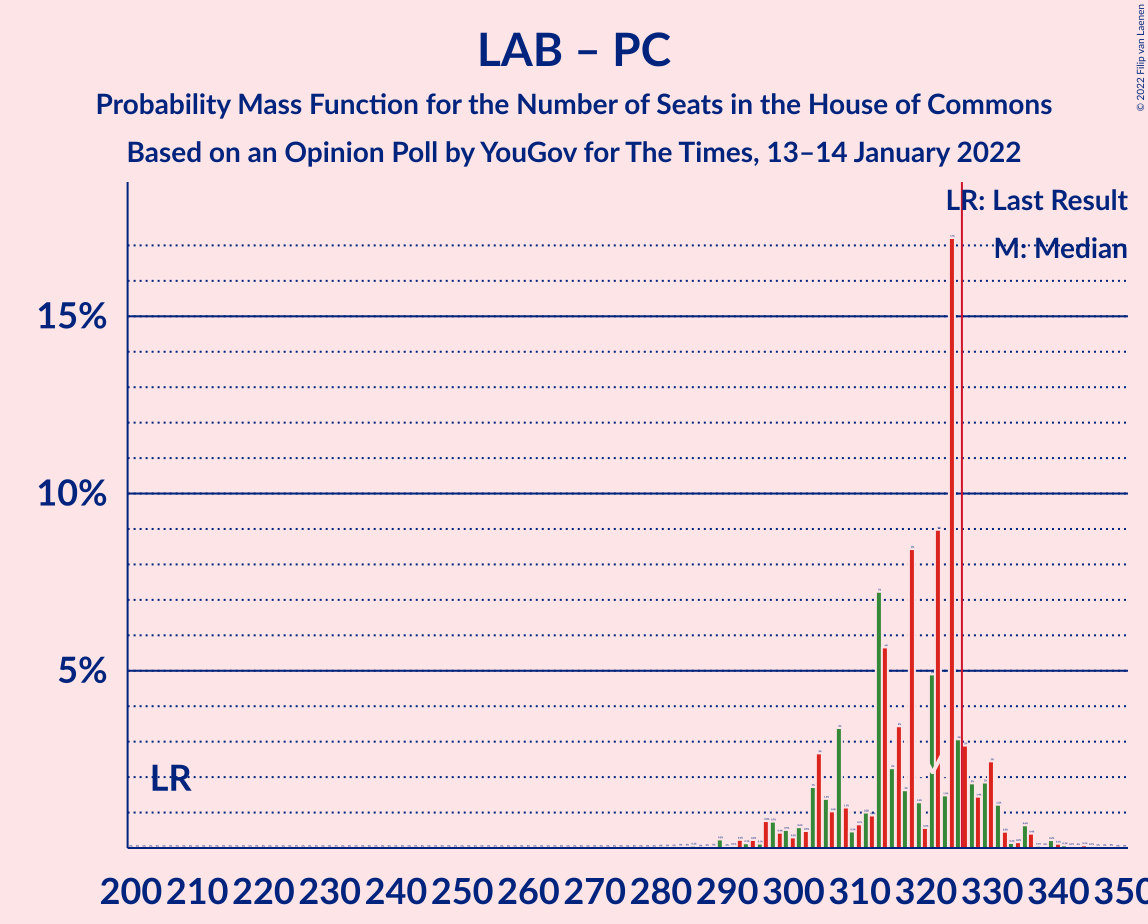 LAB – PC
Probability Mass Function for the Number of Seats in the House of Commons
Based on an Opinion Poll by YouGov for The Times, 13–14 January 2022
© 2022 Filip van Laenen
LR: Last Result
M: Median
15%
10%
5%
LR
M
200 210 220 230 240 250 260 270 280 290 300 310 320 330 340 350